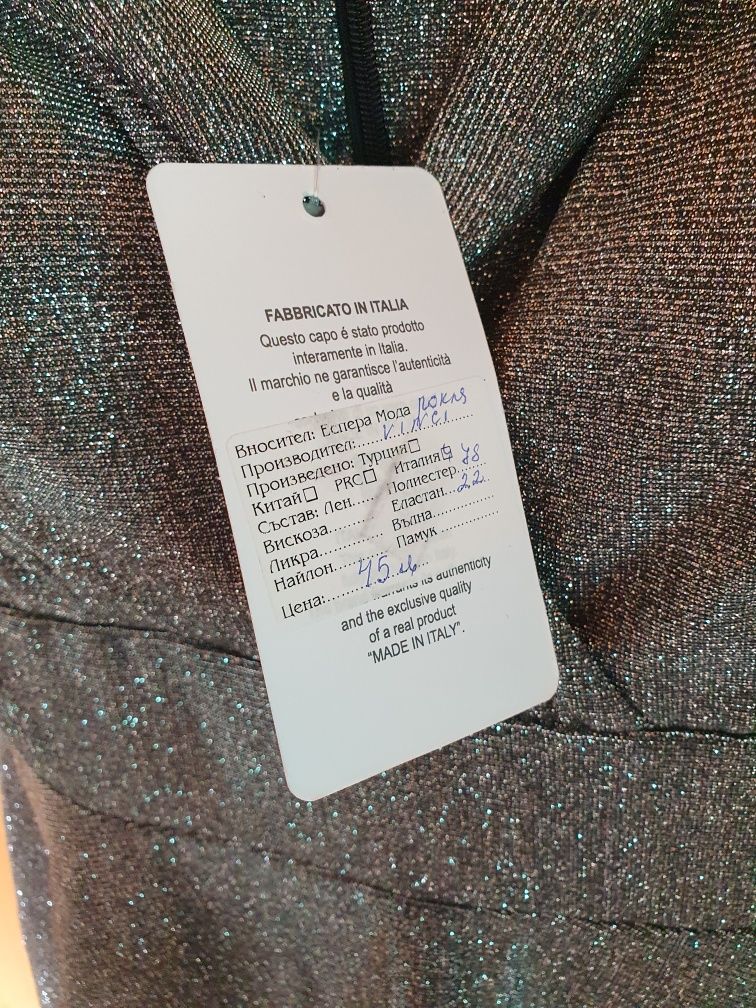 FABBRICATO IN ITALIA
Questo capo é stato prodotto
interamente in Italia.
Il marchio ne garantisce l'autenticità
e la qualità
Вносител: Еспера Мода рокля
Производител:.....VINCI.....
Произведено: Турция☐
Китай☐ PRC☐ Италия☑
Състав: Лен..... Полиестер..78
Вискоза......... Еластан...22..
Ликра............ Вълна..............
Найлон........... Памук..............
Цена:......45 лв...
its authenticity
and the exclusive quality
of a real product
"MADE IN ITALY".